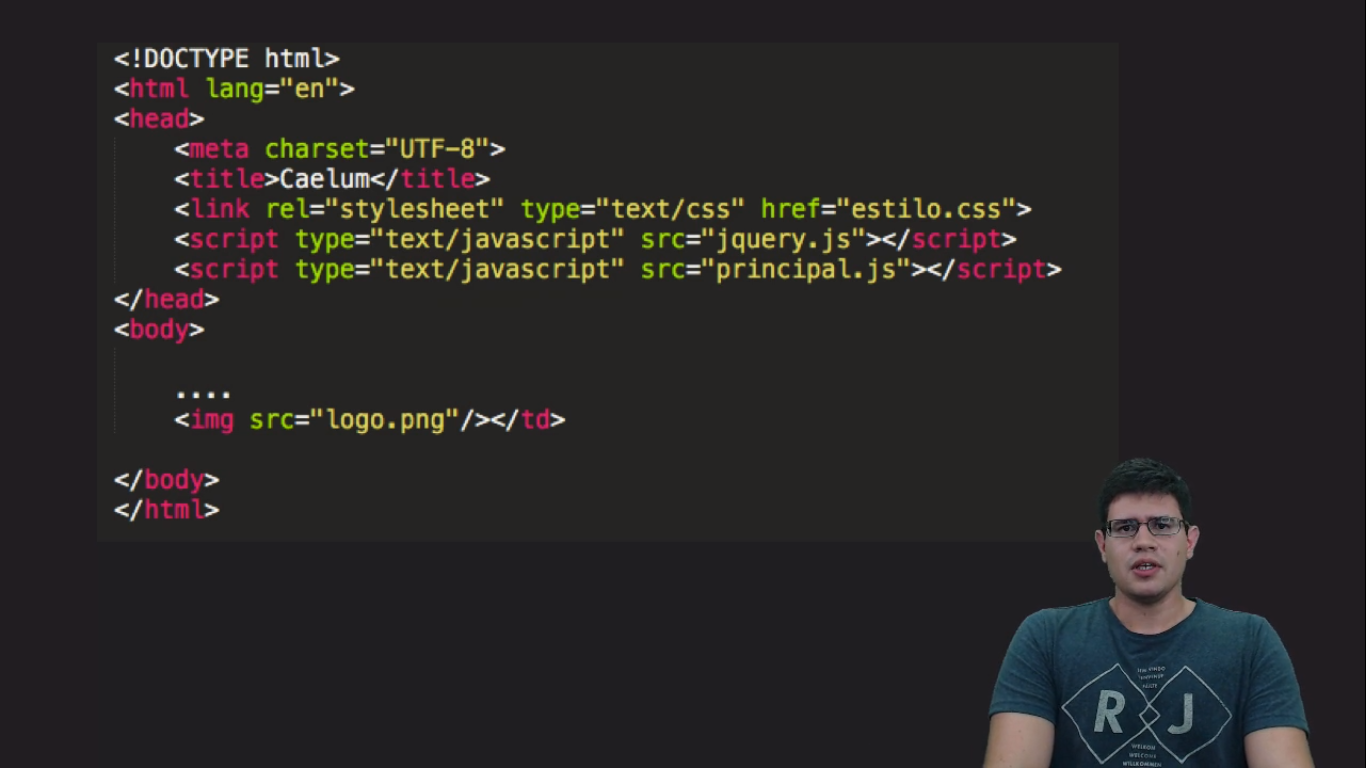 <!DOCTYPE html>
<html lang="en">
<head>
    <meta charset="UTF-8">
    <title>Caelum</title>
    <link rel="stylesheet" type="text/css" href="estilo.css">
    <script type="text/javascript" src="jquery.js"></script>
    <script type="text/javascript" src="principal.js"></script>
</head>
<body>
    ....
    <img src="logo.png"/></td>
</body>
</html>
R J
WELCOME
WILLKOMMEN